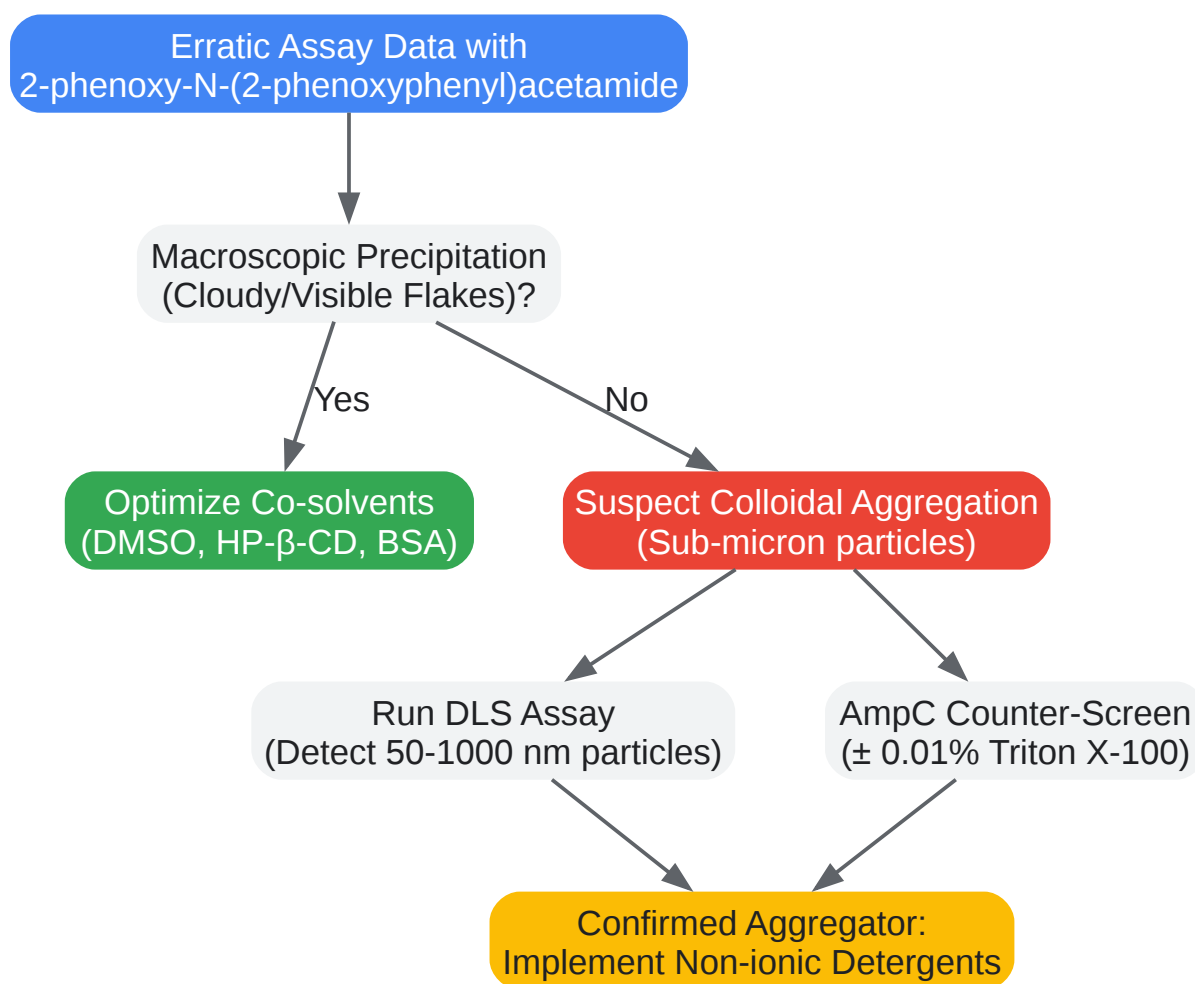 Erratic Assay Data with
2-phenoxy-N-(2-phenoxyphenyl)acetamide
Macroscopic Precipitation
(Cloudy/Visible Flakes)?
Yes
No
Optimize Co-solvents
(DMSO, HP-β-CD, BSA)
Suspect Colloidal Aggregation
(Sub-micron particles)
Run DLS Assay
(Detect 50-1000 nm particles)
AmpC Counter-Screen
(± 0.01% Triton X-100)
Confirmed Aggregator:
Implement Non-ionic Detergents